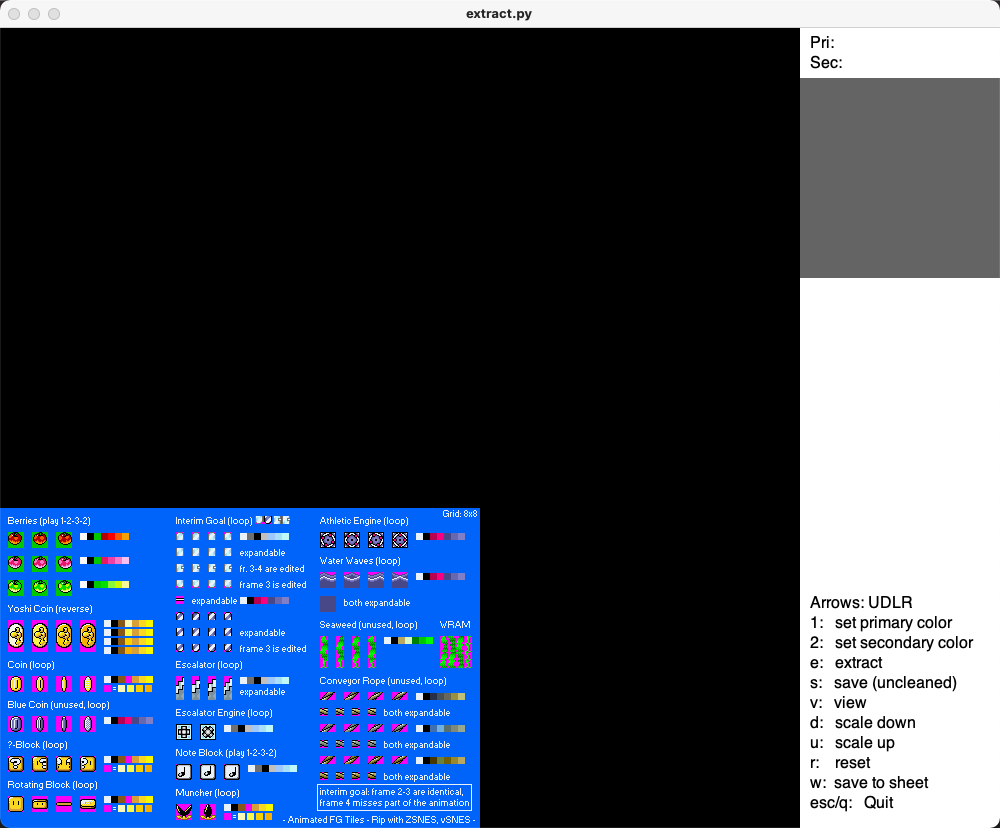 extract.py
Pri:
Sec:
Grid: 8x8
Berries (play 1-2-3-2)
Yoshi Coin (reverse)
Coin (loop)
Blue Coin (unused, loop)
?-Block (loop)
Rotating Block (loop)
Interim Goal (loop)
expandable
fr. 3-4 are edited
frame 3 is edited
expandable
expandable
frame 3 is edited
Escalator (loop)
expandable
Escalator Engine (loop)
Note Block (play 1-2-3-2)
Muncher (loop)
Athletic Engine (loop)
Water Waves (loop)
both expandable
Seaweed (unused, loop)
WRAM
Conveyor Rope (unused, loop)
both expandable
both expandable
both expandable
interim goal: frame 2-3 are identical,
frame 4 misses part of the animation
- Animated FG Tiles - Rip with ZSNES, vSNES -
Arrows: UDLR
1: set primary color
2: set secondary color
e: extract
s: save (uncleaned)
v: view
d: scale down
u: scale up
r: reset
w: save to sheet
esc/q: Quit